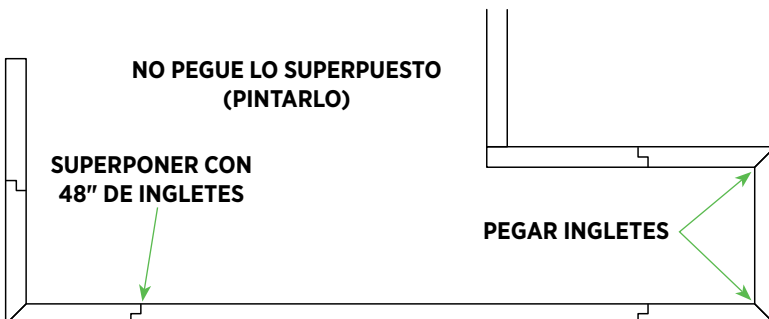 NO PEGUE LO SUPERPUESTO
(PINTARLO)
SUPERPONER CON
48" DE INGLETES
PEGAR INGLETES